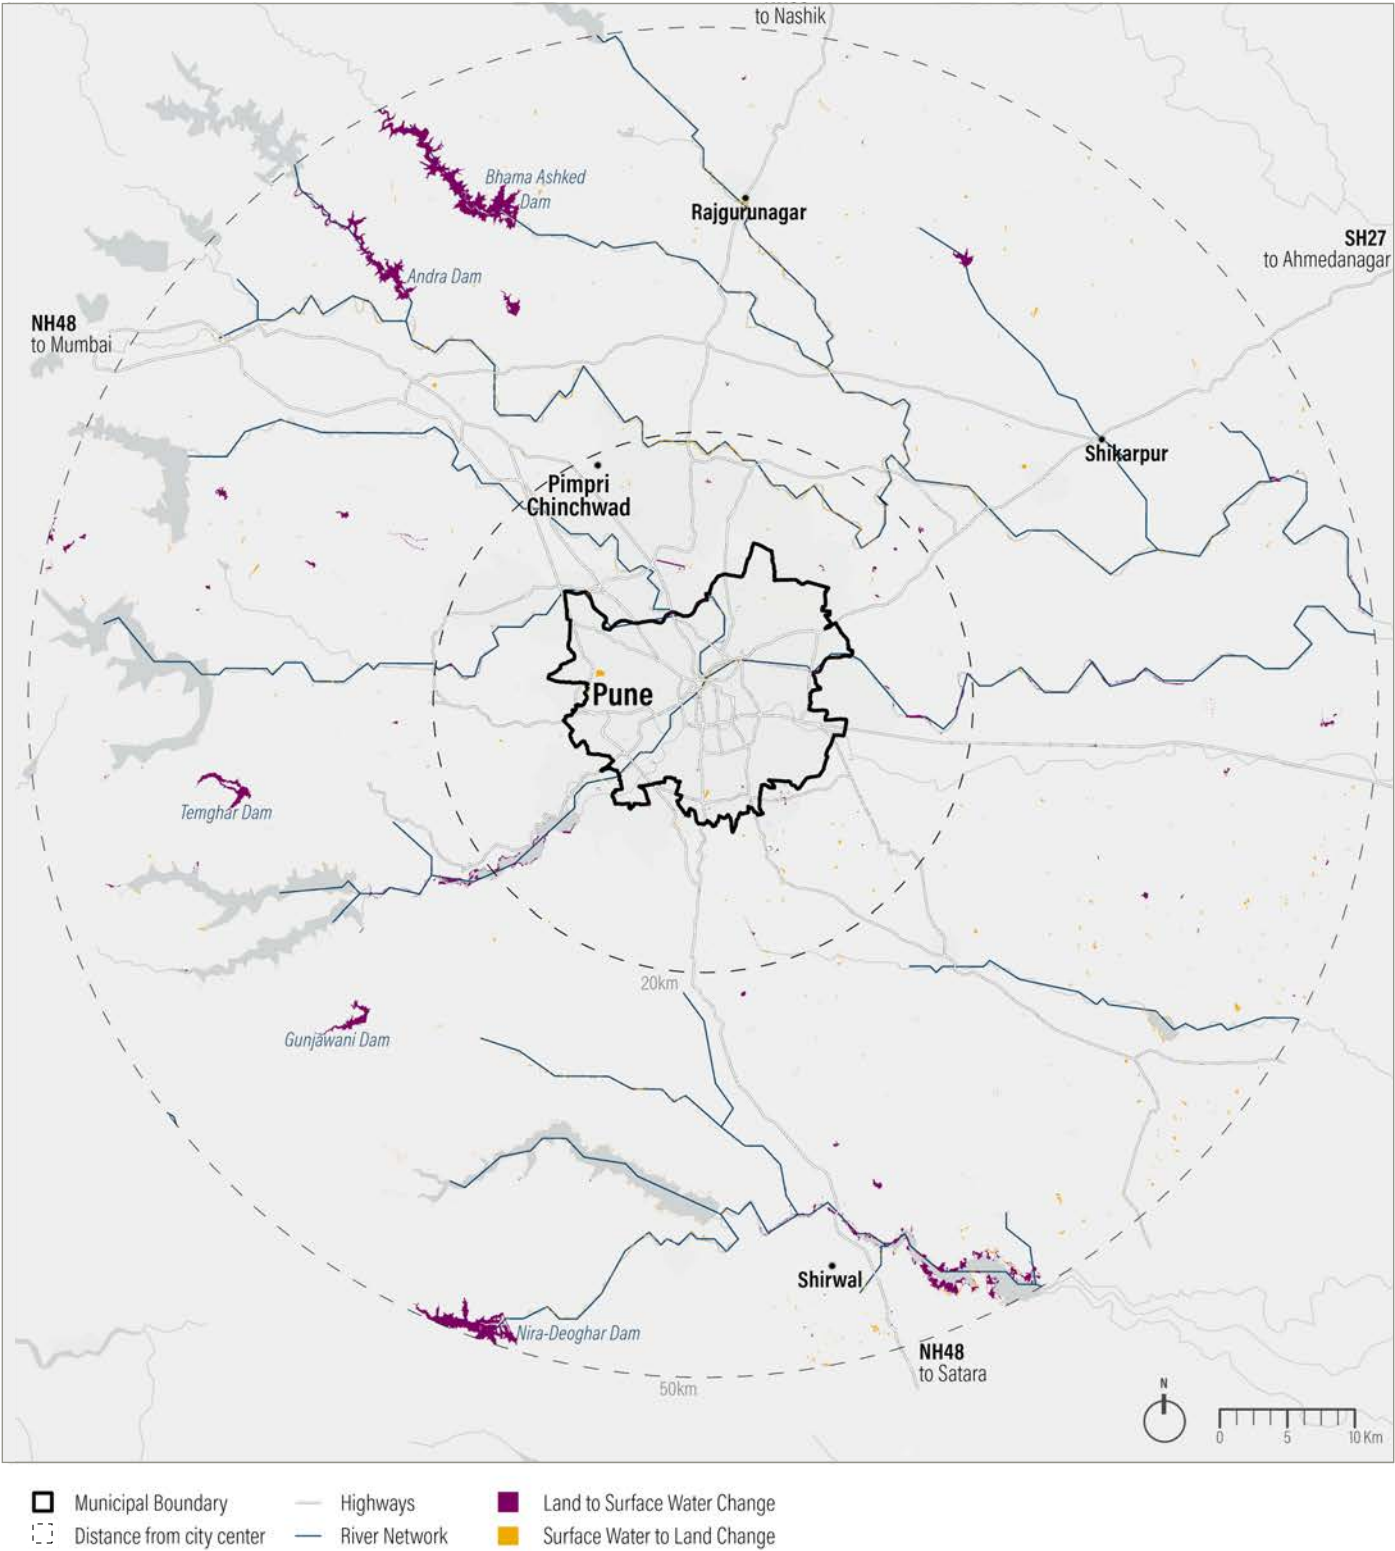 to Nashik
Bhama Ashked
Dam
Rajgurunagar
SH27
to Ahmedanagar
Andra Dam
NH48
to Mumbai
Shikarpur
Pimpri
Chinchwad
Pune
Temghar Dam
20km
Gunjawani Dam
Shirwal
Nira-Deoghar Dam
NH48
to Satara
50km
N
0 5 10 Km
Municipal Boundary
Highways
Land to Surface Water Change
Distance from city center
River Network
Surface Water to Land Change